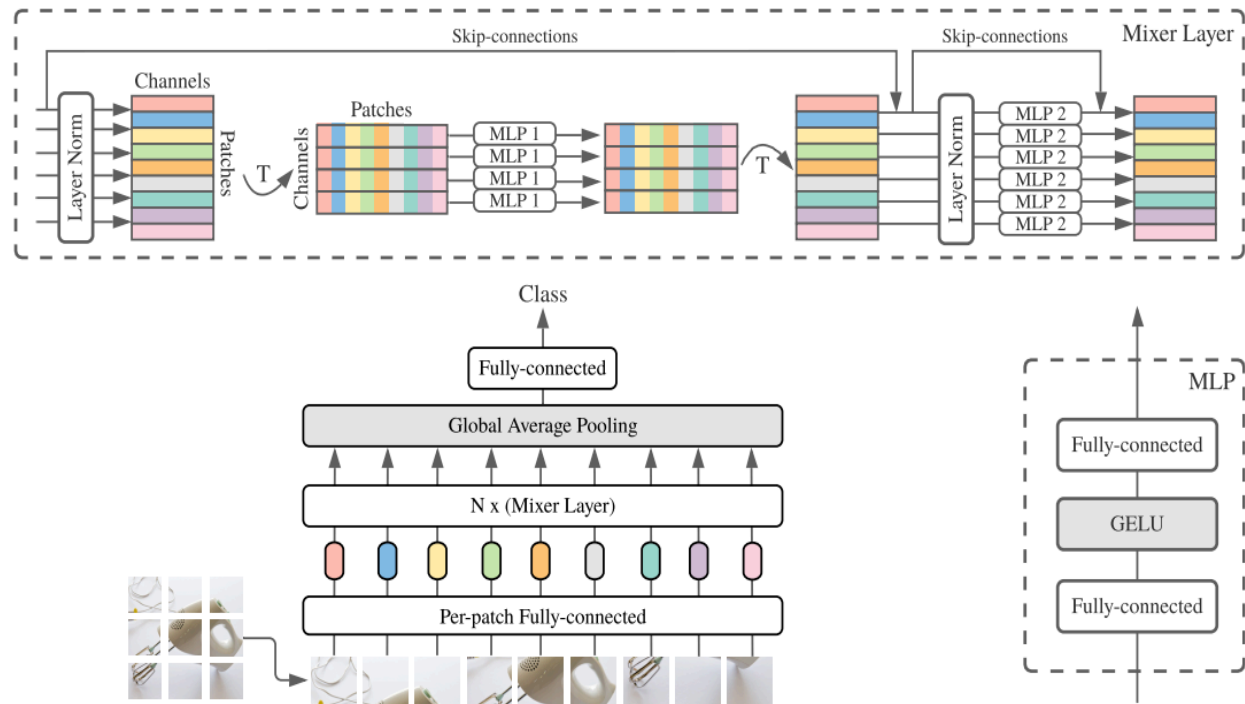 Skip-connections
Skip-connections
Mixer Layer
Channels
Patches
Layer Norm
Patches
T
Channels
MLP 1
MLP 1
MLP 1
MLP 1
T
Layer Norm
MLP 2
MLP 2
MLP 2
MLP 2
MLP 2
MLP 2
Class
Fully-connected
Global Average Pooling
N x (Mixer Layer)
Per-patch Fully-connected
MLP
Fully-connected
GELU
Fully-connected